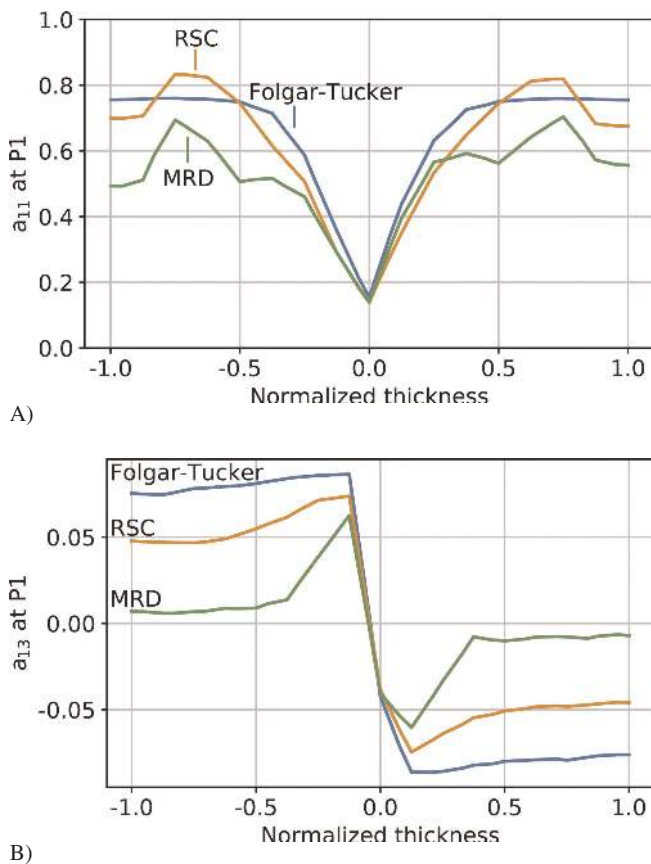 1.0
RSC
0.8
Folgar-Tucker
0.6
MRD
0.4
0.2
0.0
a11 at P1
-1.0 -0.5 0.0 0.5 1.0
Normalized thickness
A)
Folgar-Tucker
0.05
RSC
MRD
0.00
-0.05
a13 at P1
-1.0 -0.5 0.0 0.5 1.0
Normalized thickness
B)